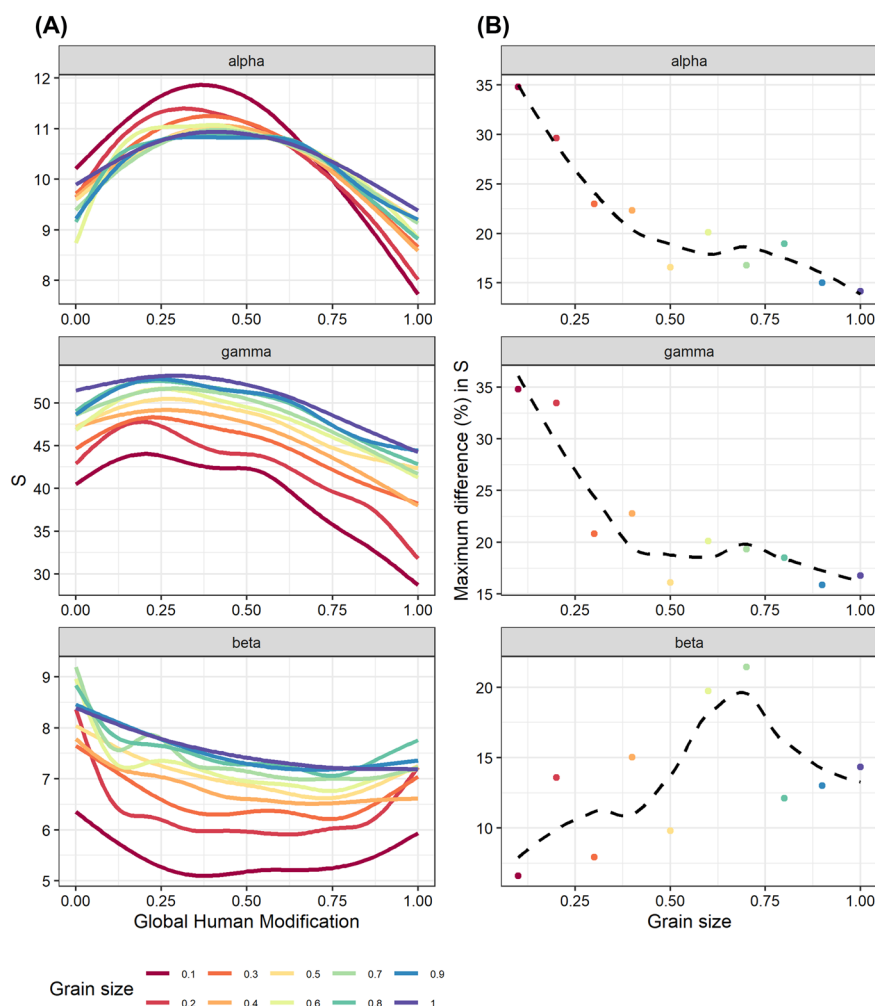 (A)
(B)
alpha
12
11
10
9
8
0.00 0.25 0.50 0.75 1.00
alpha
35
30
25
20
15
0.25 0.50 0.75 1.00
gamma
50
45
40
35
30
0.00 0.25 0.50 0.75 1.00
S
gamma
35
30
25
20
15
0.25 0.50 0.75 1.00
Maximum difference (%) in S
beta
9
8
7
6
5
0.00 0.25 0.50 0.75 1.00
Global Human Modification
beta
20
15
10
0.25 0.50 0.75 1.00
Grain size
Grain size
0.1 0.3 0.5 0.7 0.9
0.2 0.4 0.6 0.8 1